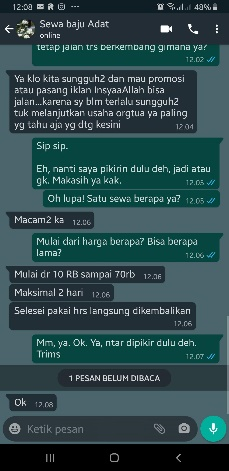 12:08
48%
Sewa baju Adat
online
tetap jalan trs berkembang gimana ya?
12.02
Ya klo kita sungguh2 dan mau promosi
atau pasang iklan InsyaaAllah bisa
jalan...karena sy blm terlalu sungguh2
tuk melanjutkan usaha orgtua ya paling
yg tahu aja yg dtg kesini
12.04
Sip sip.
Eh, nanti saya pikirin dulu deh, jadi atau
gk. Makasih ya kak.
12.05
Oh lupa! Satu sewa berapa ya? 12.05
Macam2 ka 12.06
Mulai dari harga berapa? Bisa berapa
lama?
12.06
Mulai dr 10 RB sampai 70rb 12.06
Maksimal 2 hari 12.06
Selesei pakai hrs langsung dikembalikan
12.06
Mm, ya. Ok. Ya, ntar dipikir dulu deh.
Trims
12.07
1 PESAN BELUM DIBACA
Ok 12.08
Ketik pesan